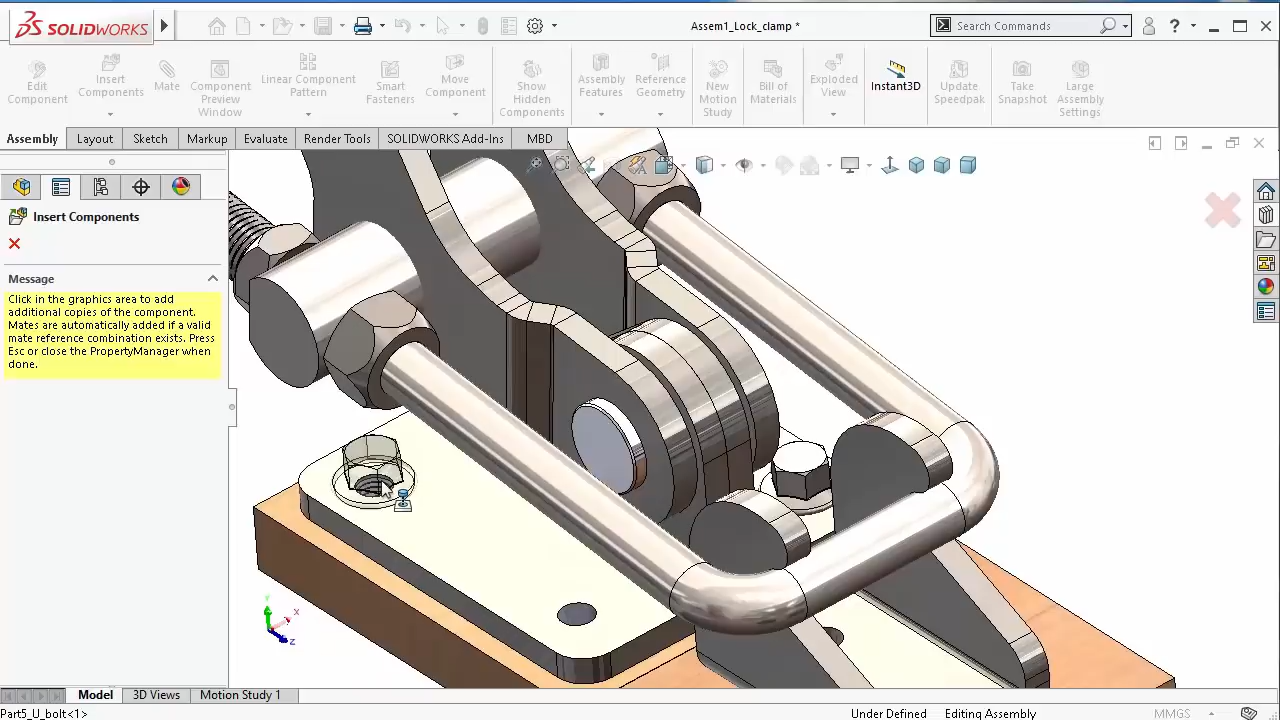 SOLIDWORKS
Assem1_Lock_clamp *
Search Commands
?
Edit
Component
Insert
Components
Mate
Component
Preview
Window
Linear Component
Pattern
Smart
Fasteners
Move
Component
Show
Hidden
Components
Assembly
Features
Reference
Geometry
New
Motion
Study
Bill of
Materials
Exploded
View
Instant3D
Update
Speedpak
Take
Snapshot
Large
Assembly
Settings
Assembly Layout Sketch Markup Evaluate Render Tools SOLIDWORKS Add-Ins MBD
Insert Components
Message
Click in the graphics area to add
additional copies of the component.
Mates are automatically added if a valid
mate reference combination exists. Press
Esc or close the PropertyManager when
done.
Y
X
Z
Model 3D Views Motion Study 1
Part5_U_bolt<1> Under Defined Editing Assembly MMGS